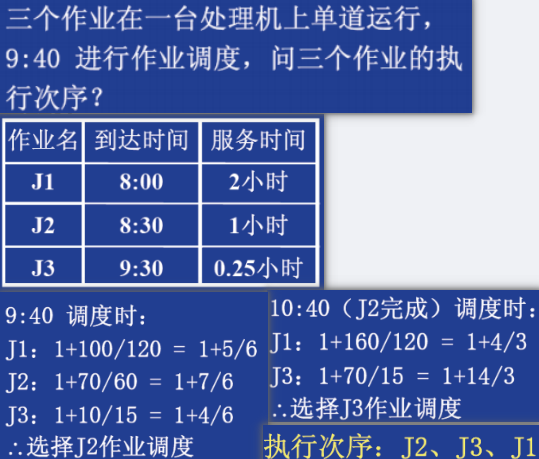 三个作业在一台处理机上单道运行，
9:40 进行作业调度，问三个作业的执
行次序？
作业名 到达时间 服务时间
J1 8:00 2小时
J2 8:30 1小时
J3 9:30 0.25小时
9:40 调度时：
J1：1+100/120 = 1+5/6
J2：1+70/60 = 1+7/6
J3：1+10/15 = 1+4/6
∴选择J2作业调度
10:40（J2完成）调度时：
J1：1+160/120 = 1+4/3
J3：1+70/15 = 1+14/3
∴选择J3作业调度
执行次序：J2、J3、J1